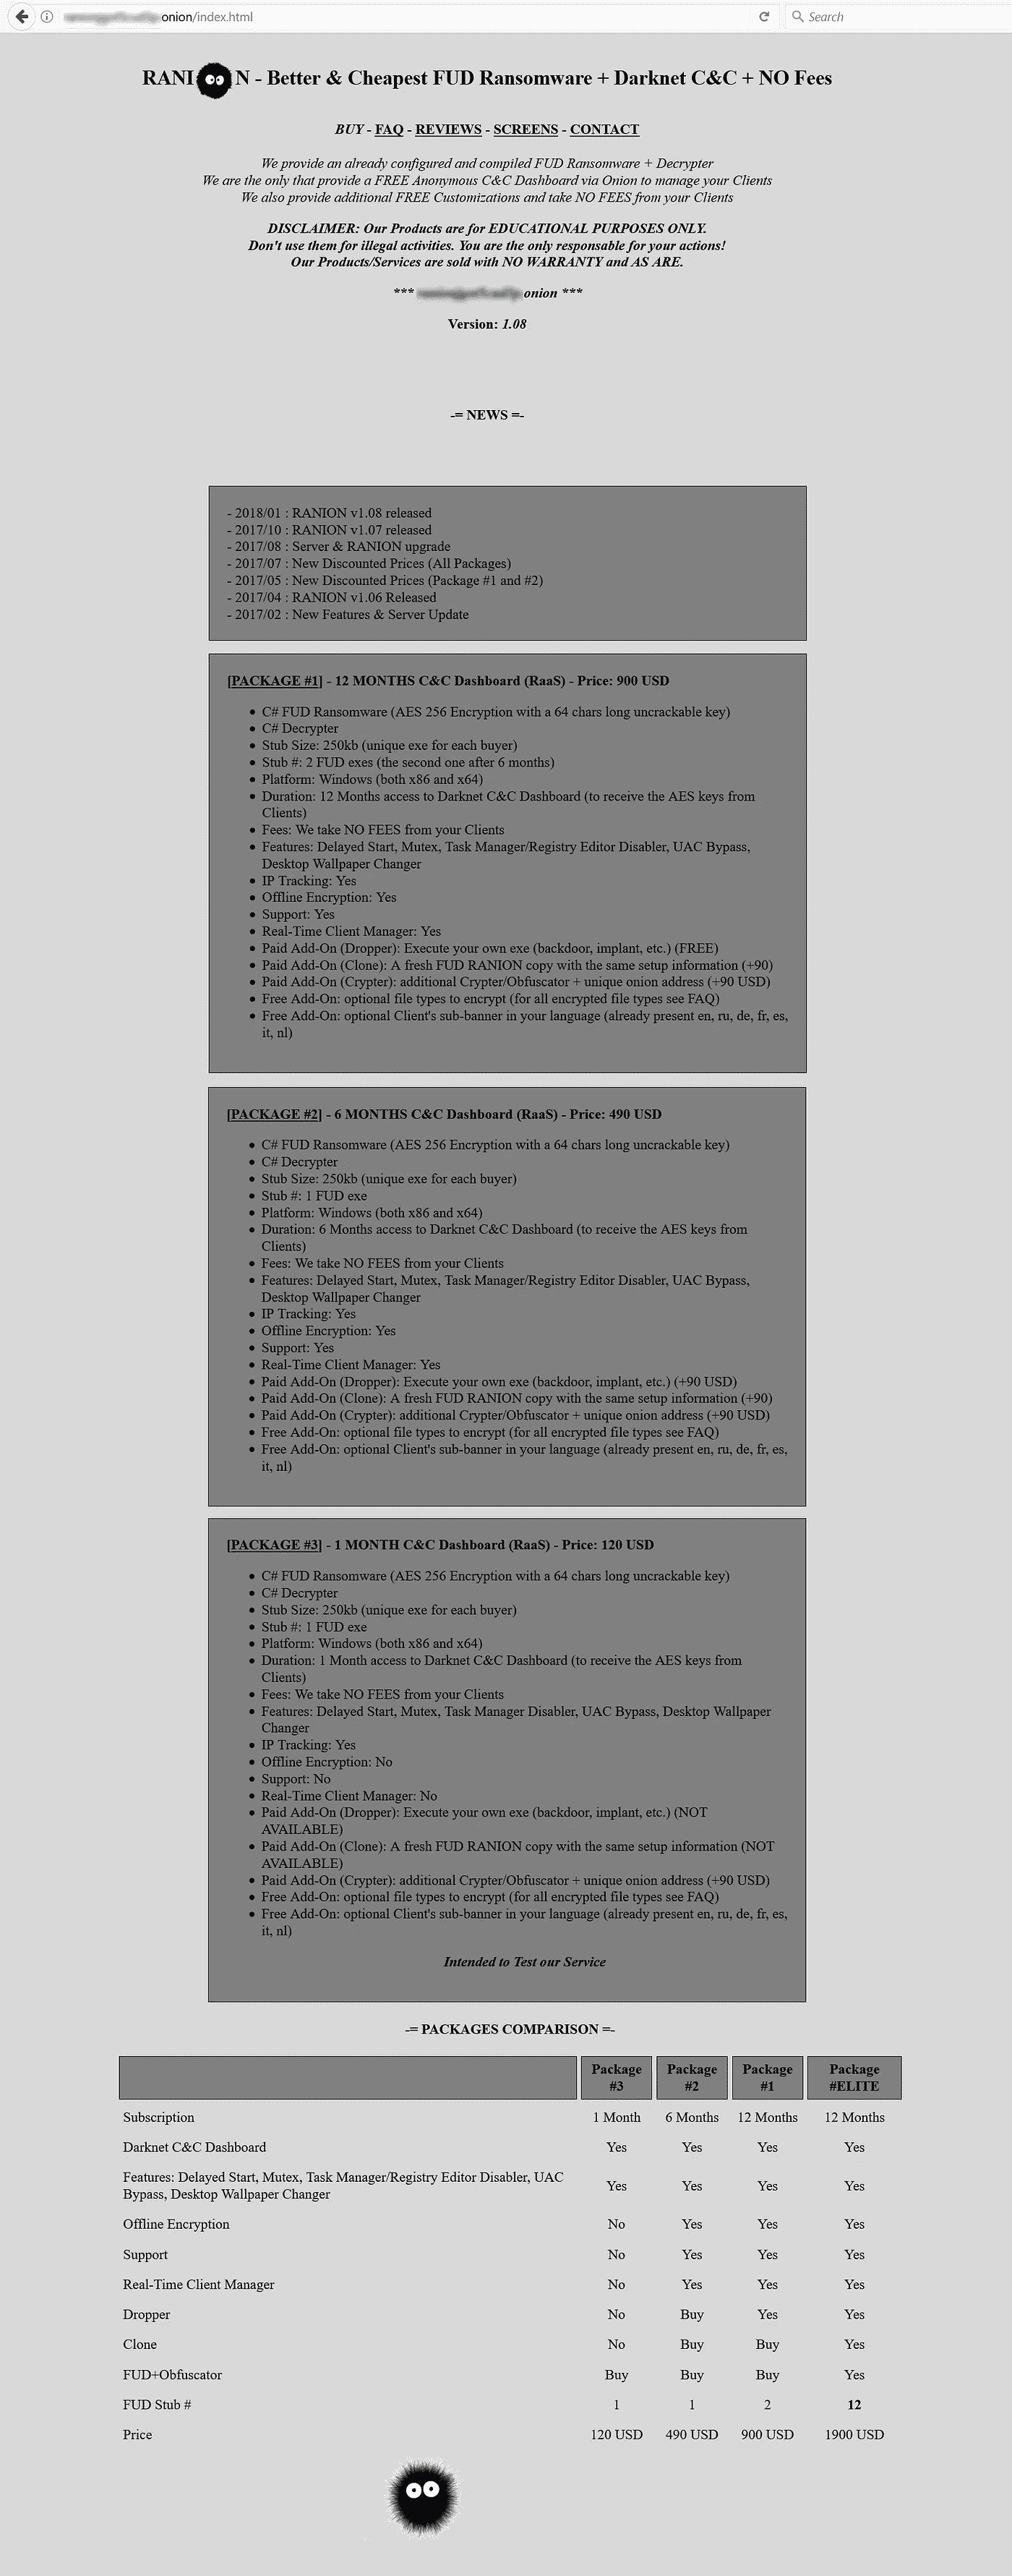 onion/index.html
Search
RANI N - Better & Cheapest FUD Ransomware + Darknet C&C + NO Fees
BUY - FAQ - REVIEWS - SCREENS - CONTACT
We provide an already configured and compiled FUD Ransomware + Decrypter
We are the only that provide a FREE Anonymous C&C Dashboard via Onion to manage your Clients
We also provide additional FREE Customizations and take NO FEES from your Clients
DISCLAIMER: Our Products are for EDUCATIONAL PURPOSES ONLY.
Don't use them for illegal activities. You are the only responsable for your actions!
Our Products/Services are sold with NO WARRANTY and AS ARE.
*** onion ***
Version: 1.08
-= NEWS =-
- 2018/01 : RANION v1.08 released
- 2017/10 : RANION v1.07 released
- 2017/08 : Server & RANION upgrade
- 2017/07 : New Discounted Prices (All Packages)
- 2017/05 : New Discounted Prices (Package #1 and #2)
- 2017/04 : RANION v1.06 Released
- 2017/02 : New Features & Server Update
[PACKAGE #1] - 12 MONTHS C&C Dashboard (RaaS) - Price: 900 USD
• C# FUD Ransomware (AES 256 Encryption with a 64 chars long uncrackable key)
• C# Decrypter
• Stub Size: 250kb (unique exe for each buyer)
• Stub #: 2 FUD exes (the second one after 6 months)
• Platform: Windows (both x86 and x64)
• Duration: 12 Months access to Darknet C&C Dashboard (to receive the AES keys from
Clients)
• Fees: We take NO FEES from your Clients
• Features: Delayed Start, Mutex, Task Manager/Registry Editor Disabler, UAC Bypass,
Desktop Wallpaper Changer
• IP Tracking: Yes
• Offline Encryption: Yes
• Support: Yes
• Real-Time Client Manager: Yes
• Paid Add-On (Dropper): Execute your own exe (backdoor, implant, etc.) (FREE)
• Paid Add-On (Clone): A fresh FUD RANION copy with the same setup information (+90)
• Paid Add-On (Crypter): additional Crypter/Obfuscator + unique onion address (+90 USD)
• Free Add-On: optional file types to encrypt (for all encrypted file types see FAQ)
• Free Add-On: optional Client's sub-banner in your language (already present en, ru, de, fr, es,
it, nl)
[PACKAGE #2] - 6 MONTHS C&C Dashboard (RaaS) - Price: 490 USD
• C# FUD Ransomware (AES 256 Encryption with a 64 chars long uncrackable key)
• C# Decrypter
• Stub Size: 250kb (unique exe for each buyer)
• Stub #: 1 FUD exe
• Platform: Windows (both x86 and x64)
• Duration: 6 Months access to Darknet C&C Dashboard (to receive the AES keys from
Clients)
• Fees: We take NO FEES from your Clients
• Features: Delayed Start, Mutex, Task Manager/Registry Editor Disabler, UAC Bypass,
Desktop Wallpaper Changer
• IP Tracking: Yes
• Offline Encryption: Yes
• Support: Yes
• Real-Time Client Manager: Yes
• Paid Add-On (Dropper): Execute your own exe (backdoor, implant, etc.) (+90 USD)
• Paid Add-On (Clone): A fresh FUD RANION copy with the same setup information (+90)
• Paid Add-On (Crypter): additional Crypter/Obfuscator + unique onion address (+90 USD)
• Free Add-On: optional file types to encrypt (for all encrypted file types see FAQ)
• Free Add-On: optional Client's sub-banner in your language (already present en, ru, de, fr, es,
it, nl)
[PACKAGE #3] - 1 MONTH C&C Dashboard (RaaS) - Price: 120 USD
• C# FUD Ransomware (AES 256 Encryption with a 64 chars long uncrackable key)
• C# Decrypter
• Stub Size: 250kb (unique exe for each buyer)
• Stub #: 1 FUD exe
• Platform: Windows (both x86 and x64)
• Duration: 1 Month access to Darknet C&C Dashboard (to receive the AES keys from
Clients)
• Fees: We take NO FEES from your Clients
• Features: Delayed Start, Mutex, Task Manager Disabler, UAC Bypass, Desktop Wallpaper
Changer
• IP Tracking: Yes
• Offline Encryption: No
• Support: No
• Real-Time Client Manager: No
• Paid Add-On (Dropper): Execute your own exe (backdoor, implant, etc.) (NOT
AVAILABLE)
• Paid Add-On (Clone): A fresh FUD RANION copy with the same setup information (NOT
AVAILABLE)
• Paid Add-On (Crypter): additional Crypter/Obfuscator + unique onion address (+90 USD)
• Free Add-On: optional file types to encrypt (for all encrypted file types see FAQ)
• Free Add-On: optional Client's sub-banner in your language (already present en, ru, de, fr, es,
it, nl)
Intended to Test our Service
-= PACKAGES COMPARISON =-
Package #3 Package #2 Package #1 Package #ELITE
Subscription 1 Month 6 Months 12 Months 12 Months
Darknet C&C Dashboard Yes Yes Yes Yes
Features: Delayed Start, Mutex, Task Manager/Registry Editor Disabler, UAC
Bypass, Desktop Wallpaper Changer Yes Yes Yes Yes
Offline Encryption No Yes Yes Yes
Support No Yes Yes Yes
Real-Time Client Manager No Yes Yes Yes
Dropper No Buy Yes Yes
Clone No Buy Buy Yes
FUD+Obfuscator Buy Buy Buy Yes
FUD Stub # 1 1 2 12
Price 120 USD 490 USD 900 USD 1900 USD